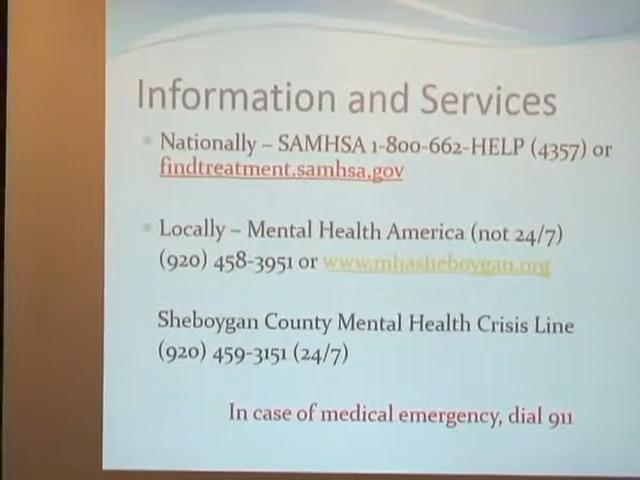 Information and Services
Nationally – SAMHSA 1-800-662-HELP (4357) or
findtreatment.samhsa.gov
Locally – Mental Health America (not 24/7)
(920) 458-3951 or www.mhasheboygan.org
Sheboygan County Mental Health Crisis Line
(920) 459-3151 (24/7)
In case of medical emergency, dial 911